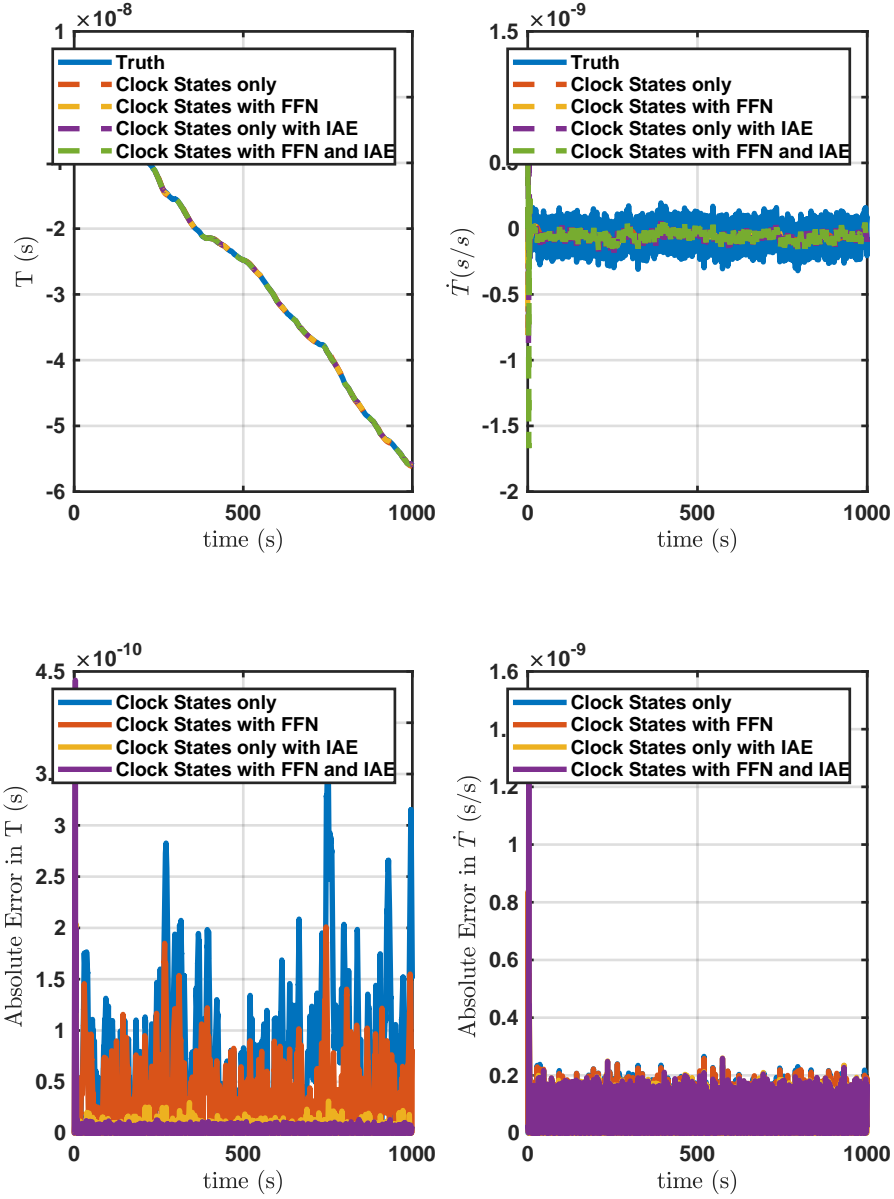 ×10⁻⁸
1
Truth
Clock States only
Clock States with FFN
Clock States only with IAE
Clock States with FFN and IAE
-2
-3
-4
-5
-6
T (s)
0
500
1000
time (s)
×10⁻⁹
1.5
Truth
Clock States only
Clock States with FFN
Clock States only with IAE
Clock States with FFN and IAE
0
-0.5
-1
-1.5
-2
Ṫ(s/s)
0
500
1000
time (s)
×10⁻¹⁰
4.5
Clock States only
Clock States with FFN
Clock States only with IAE
Clock States with FFN and IAE
3
2.5
2
1.5
1
0.5
0
Absolute Error in T (s)
0
500
1000
time (s)
×10⁻⁹
1.6
Clock States only
Clock States with FFN
Clock States only with IAE
Clock States with FFN and IAE
1.2
1
0.8
0.6
0.4
0.2
0
Absolute Error in Ṫ (s/s)
0
500
1000
time (s)